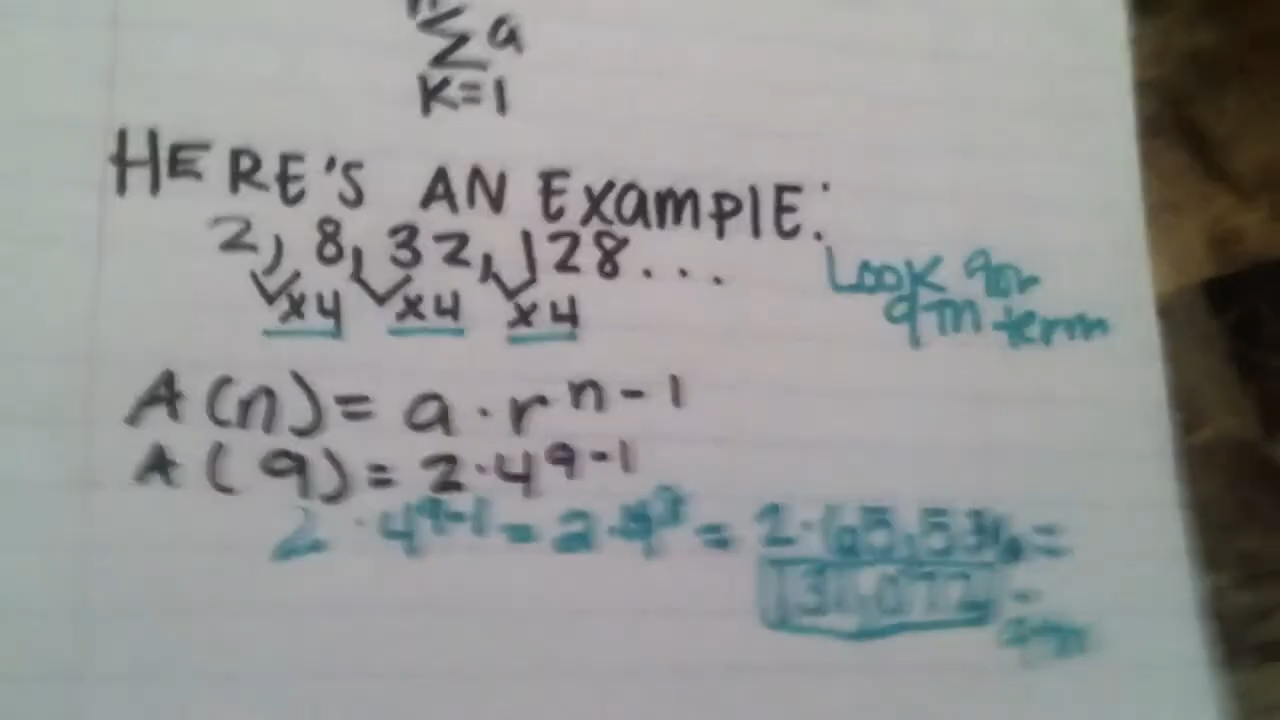 n
∑ a
K=1
HERE'S AN ExamplE:
2, 8, 32, 128...
x4 x4 x4
Look for
9th term
A(n) = a · r^n-1
A(9) = 2 · 4^9-1
2 · 4^9-1 = 2 · 4^8 = 2 · 65,536 =
131,072 -